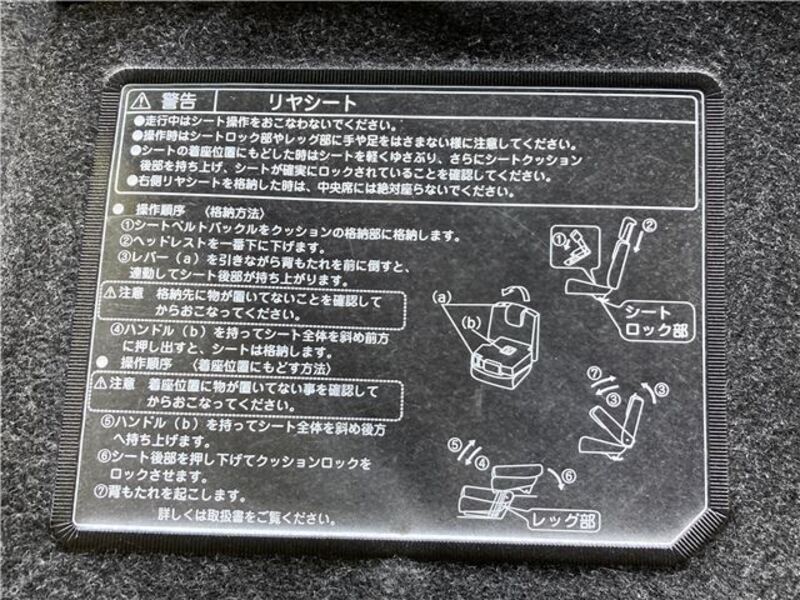 ⚠警告 リヤシート
●走行中はシート操作をおこなわないでください。
●操作時はシートロック部やレッグ部に手や足をはさまない様に注意してください。
●シートの着座位置にもどした時はシートを軽くゆさぶり、さらにシートクッション
後部を持ち上げ、シートが確実にロックされていることを確認してください。
●右側リヤシートを格納した時は、中央席には絶対座らないでください。
● 操作順序 〈格納方法〉
①シートベルトバックルをクッションの格納部に格納します。
②ヘッドレストを一番下に下げます。
③レバー(a)を引きながら背もたれを前に倒すと、
連動してシート後部が持ち上がります。
⚠注意 格納先に物が置いてないことを確認して
からおこなってください。
④ハンドル(b)を持ってシート全体を斜め前方
に押し出すと、シートは格納します。
● 操作順序 〈着座位置にもどす方法〉
⚠注意 着座位置に物が置いてない事を確認して
からおこなってください。
⑤ハンドル(b)を持ってシート全体を斜め後方
へ持ち上げます。
⑥シート後部を押し下げてクッションロックを
ロックさせます。
⑦背もたれを起こします。
詳しくは取扱書をご覧ください。
① ②
シート
ロック部
(a)
(b)
⑦ ③ ③
⑤ ④ ⑥
レッグ部